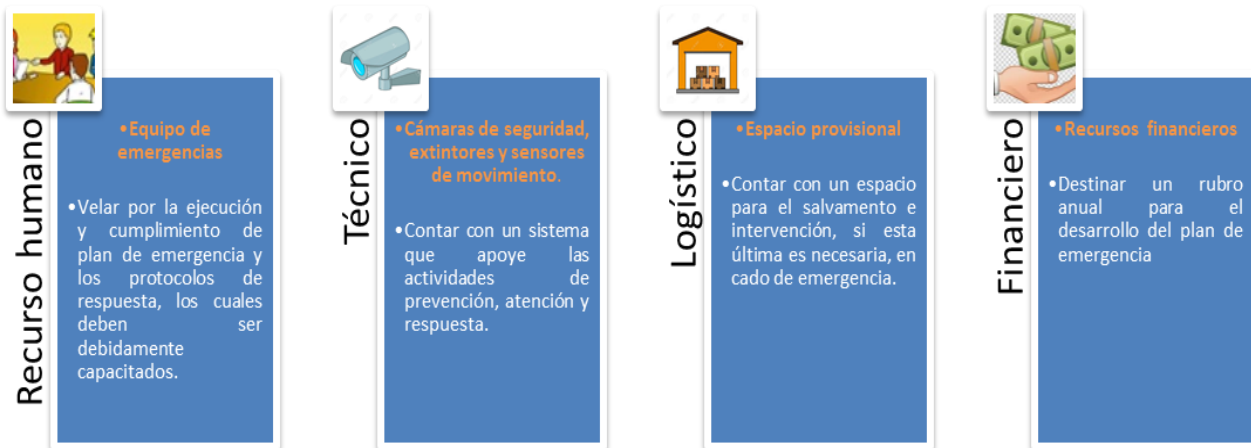 Recurso humano
•Equipo de
emergencias
•Velar por la ejecución
y cumplimiento de
plan de emergencia y
los protocolos de
respuesta, los cuales
deben ser
debidamente
capacitados.
Técnico
•Cámaras de seguridad,
extintores y sensores
de movimiento.
•Contar con un sistema
que apoye las
actividades de
prevención, atención y
respuesta.
Logístico
•Espacio provisional
•Contar con un espacio
para el salvamento e
intervención, si esta
última es necesaria, en
cado de emergencia.
Financiero
•Recursos financieros
•Destinar un rubro
anual para el
desarrollo del plan de
emergencia